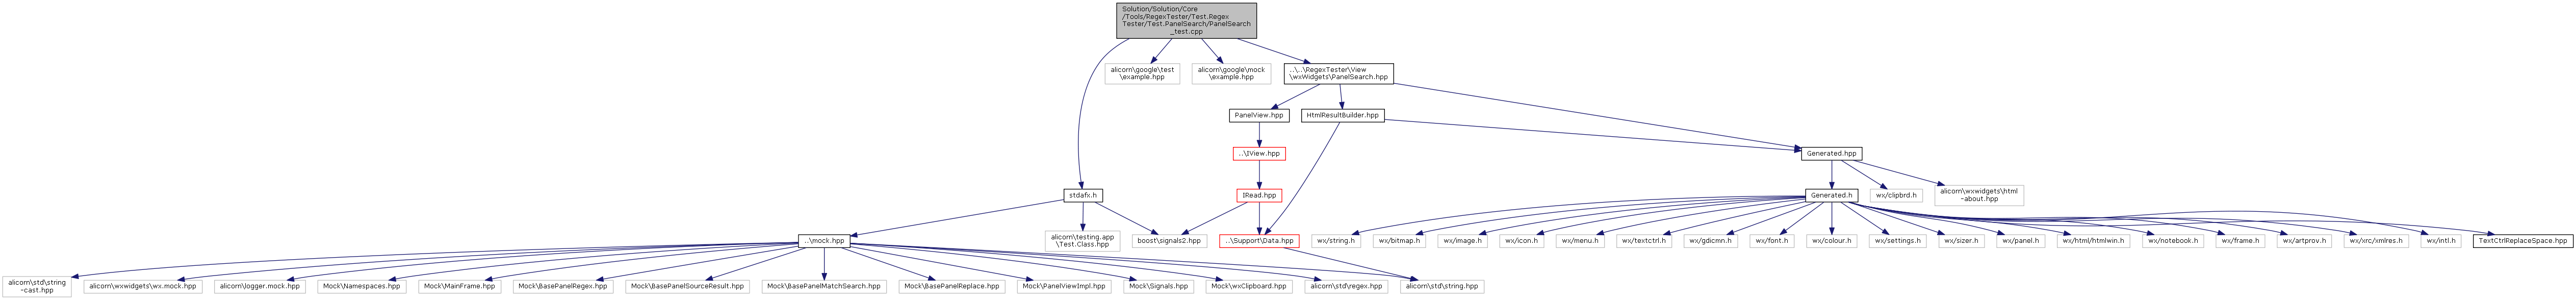 Solution/Solution/Core
/Tools/RegexTester/Test.Regex
Tester/Test.PanelSearch/PanelSearch
_test.cpp
alicorn\google\test
\example.hpp
alicorn\google\mock
\example.hpp
..\..\RegexTester\View
\wxWidgets\PanelSearch.hpp
PanelView.hpp
HtmlResultBuilder.hpp
..\IView.hpp
Generated.hpp
stdafx.h
IRead.hpp
Generated.h
wx/clipbrd.h
alicorn\wxwidgets\html
-about.hpp
..\mock.hpp
alicorn\testing.app
\Test.Class.hpp
boost\signals2.hpp
..\Support\Data.hpp
wx/string.h
wx/bitmap.h
wx/image.h
wx/icon.h
wx/menu.h
wx/textctrl.h
wx/gdicmn.h
wx/font.h
wx/colour.h
wx/settings.h
wx/sizer.h
wx/panel.h
wx/html/htmlwin.h
wx/notebook.h
wx/frame.h
wx/artprov.h
wx/xrc/xmlres.h
wx/intl.h
TextCtrlReplaceSpace.hpp
alicorn\std\string
-cast.hpp
alicorn\wxwidgets\wx.mock.hpp
alicorn\logger.mock.hpp
Mock\Namespaces.hpp
Mock\MainFrame.hpp
Mock\BasePanelRegex.hpp
Mock\BasePanelSourceResult.hpp
Mock\BasePanelMatchSearch.hpp
Mock\BasePanelReplace.hpp
Mock\PanelViewImpl.hpp
Mock\Signals.hpp
Mock\wxClipboard.hpp
alicorn\std\regex.hpp
alicorn\std\string.hpp